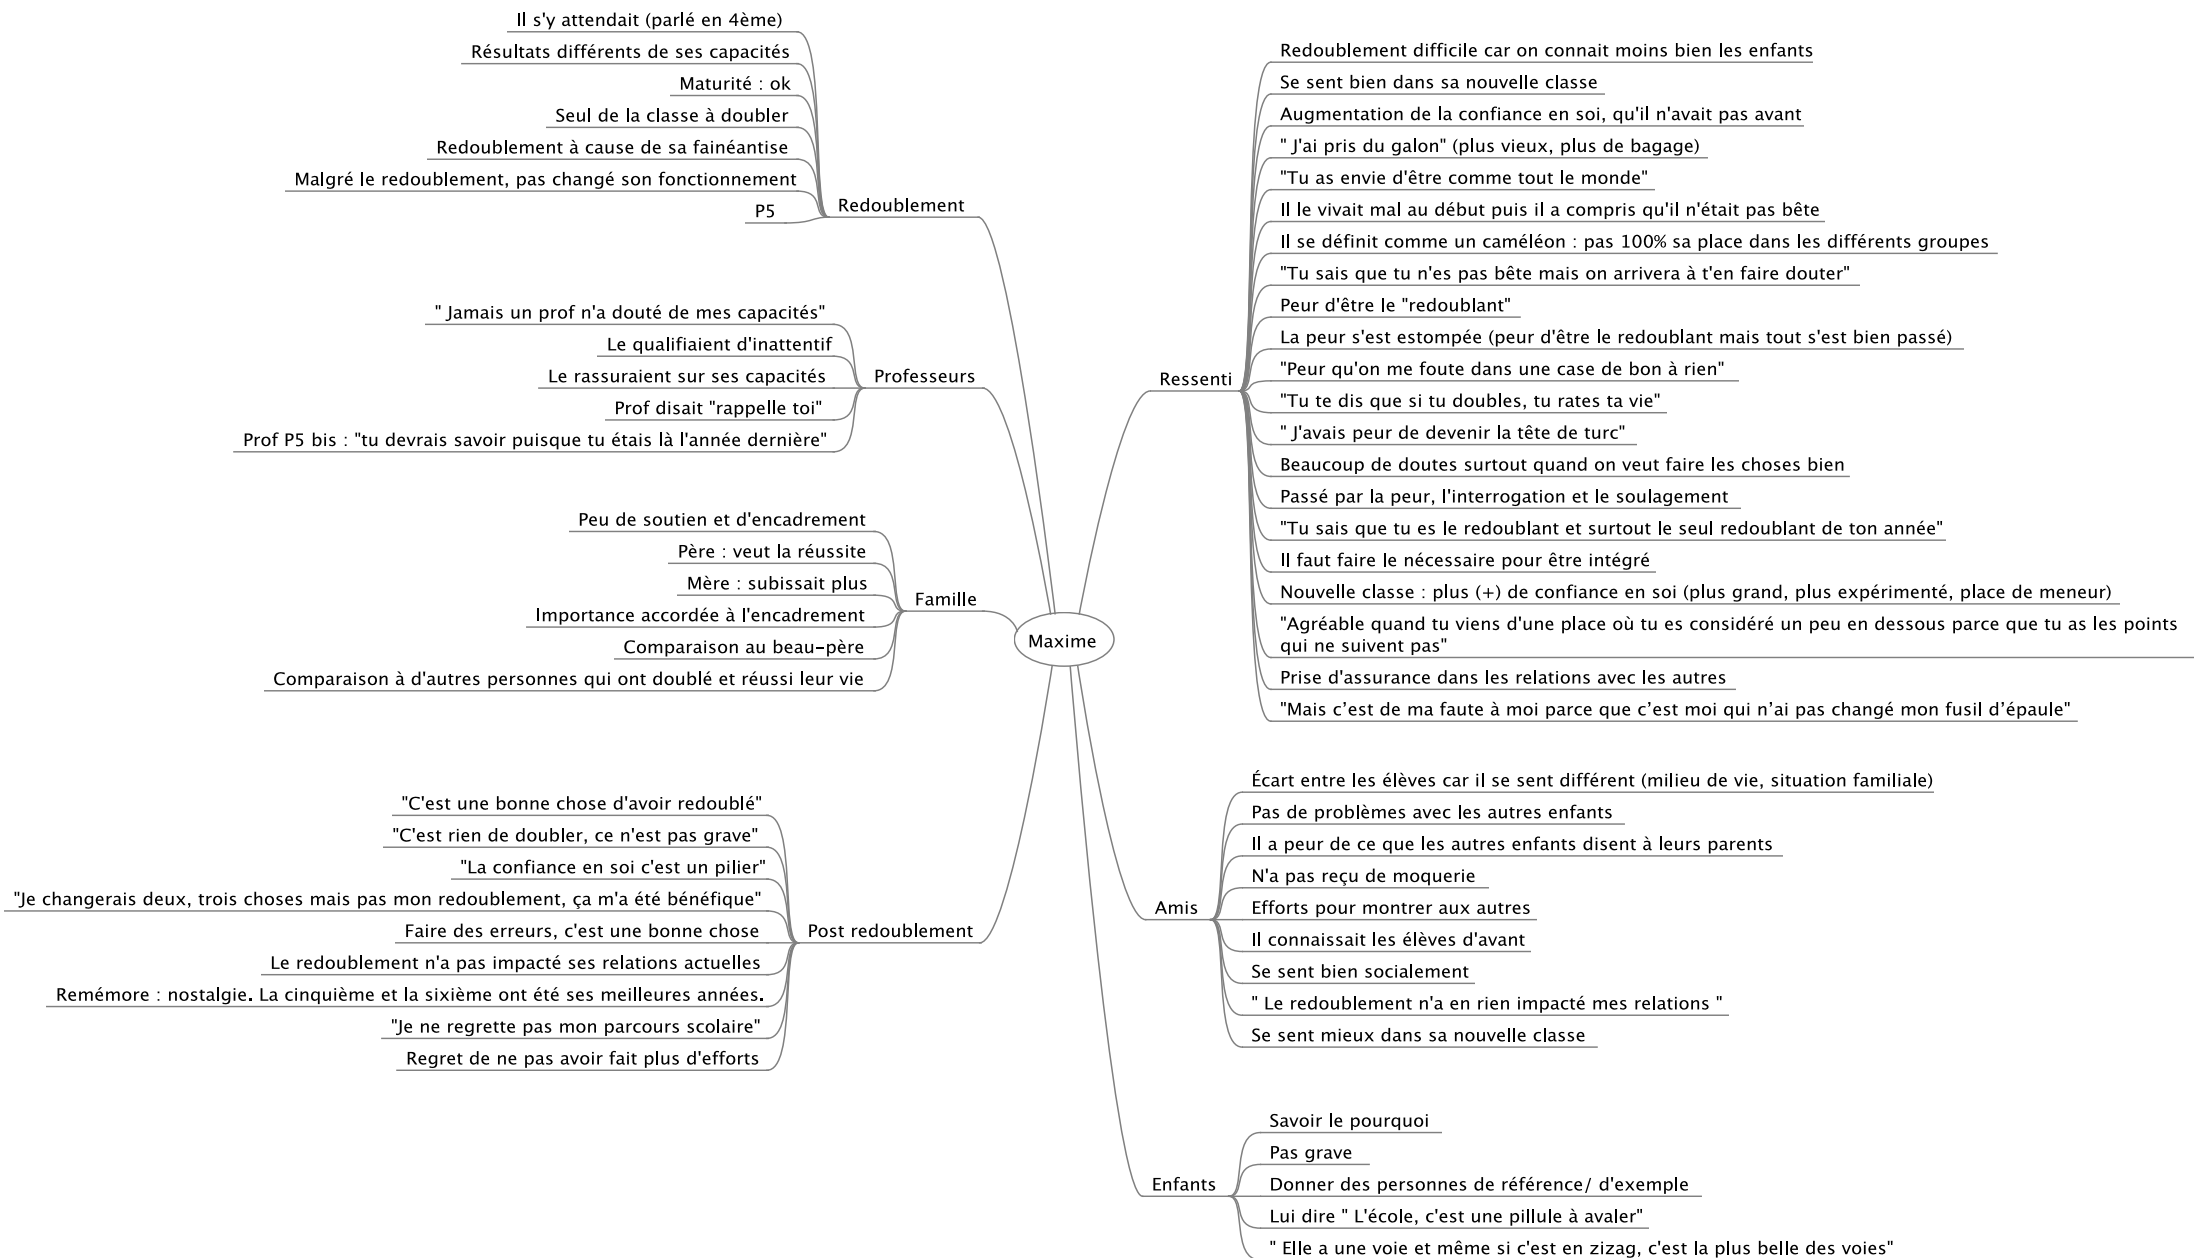 Maxime
Redoublement
Il s'y attendait (parlé en 4ème)
Résultats différents de ses capacités
Maturité : ok
Seul de la classe à doubler
Redoublement à cause de sa fainéantise
Malgré le redoublement, pas changé son fonctionnement
P5
Professeurs
" Jamais un prof n'a douté de mes capacités"
Le qualifiaient d'inattentif
Le rassuraient sur ses capacités
Prof disait "rappelle toi"
Prof P5 bis : "tu devrais savoir puisque tu étais là l'année dernière"
Famille
Peu de soutien et d'encadrement
Père : veut la réussite
Mère : subissait plus
Importance accordée à l'encadrement
Comparaison au beau-père
Comparaison à d'autres personnes qui ont doublé et réussi leur vie
Post redoublement
"C'est une bonne chose d'avoir redoublé"
"C'est rien de doubler, ce n'est pas grave"
"La confiance en soi c'est un pilier"
"Je changerais deux, trois choses mais pas mon redoublement, ça m'a été bénéfique"
Faire des erreurs, c'est une bonne chose
Le redoublement n'a pas impacté ses relations actuelles
Remémore : nostalgie. La cinquième et la sixième ont été ses meilleures années.
"Je ne regrette pas mon parcours scolaire"
Regret de ne pas avoir fait plus d'efforts
Ressenti
Redoublement difficile car on connait moins bien les enfants
Se sent bien dans sa nouvelle classe
Augmentation de la confiance en soi, qu'il n'avait pas avant
" J'ai pris du galon" (plus vieux, plus de bagage)
"Tu as envie d'être comme tout le monde"
Il le vivait mal au début puis il a compris qu'il n'était pas bête
Il se définit comme un caméléon : pas 100% sa place dans les différents groupes
"Tu sais que tu n'es pas bête mais on arrivera à t'en faire douter"
Peur d'être le "redoublant"
La peur s'est estompée (peur d'être le redoublant mais tout s'est bien passé)
"Peur qu'on me foute dans une case de bon à rien"
"Tu te dis que si tu doubles, tu rates ta vie"
" J'avais peur de devenir la tête de turc"
Beaucoup de doutes surtout quand on veut faire les choses bien
Passé par la peur, l'interrogation et le soulagement
"Tu sais que tu es le redoublant et surtout le seul redoublant de ton année"
Il faut faire le nécessaire pour être intégré
Nouvelle classe : plus (+) de confiance en soi (plus grand, plus expérimenté, place de meneur)
"Agréable quand tu viens d'une place où tu es considéré un peu en dessous parce que tu as les points
qui ne suivent pas"
Prise d'assurance dans les relations avec les autres
"Mais c’est de ma faute à moi parce que c’est moi qui n’ai pas changé mon fusil d’épaule"
Amis
Écart entre les élèves car il se sent différent (milieu de vie, situation familiale)
Pas de problèmes avec les autres enfants
Il a peur de ce que les autres enfants disent à leurs parents
N'a pas reçu de moquerie
Efforts pour montrer aux autres
Il connaissait les élèves d'avant
Se sent bien socialement
" Le redoublement n'a en rien impacté mes relations "
Se sent mieux dans sa nouvelle classe
Enfants
Savoir le pourquoi
Pas grave
Donner des personnes de référence/ d'exemple
Lui dire " L'école, c'est une pillule à avaler"
" Elle a une voie et même si c'est en zizag, c'est la plus belle des voies"